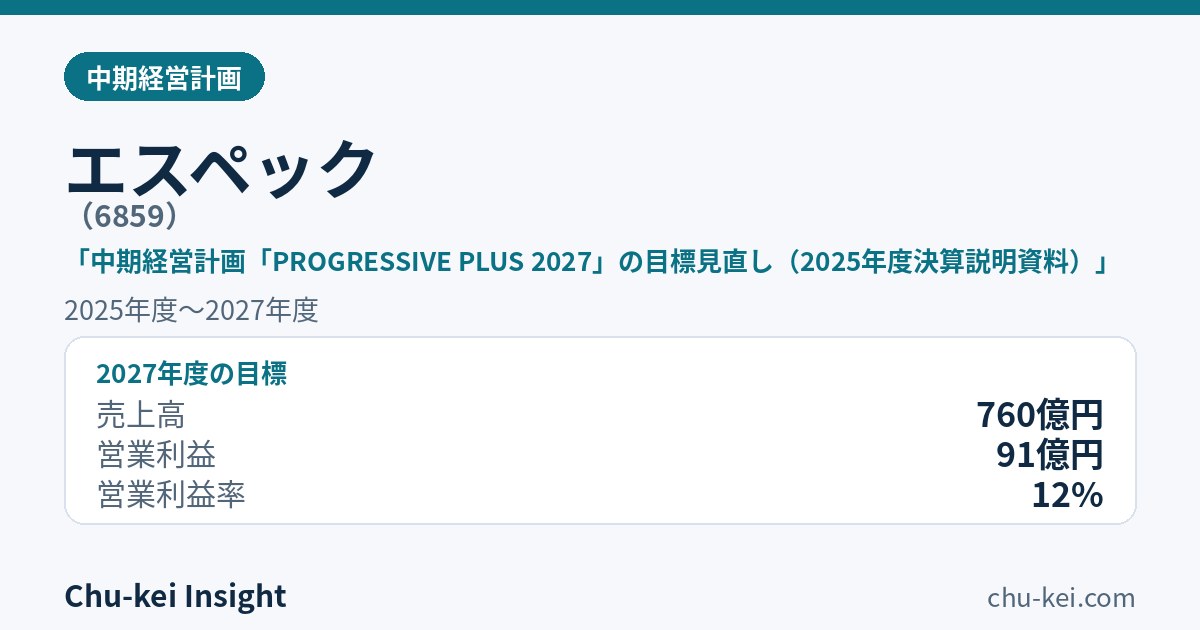 中期経営計画
エスペック
（6859）
「中期経営計画「PROGRESSIVE PLUS 2027」の目標見直し（2025年度決算説明資料）」
2025年度〜2027年度
2027年度の目標
売上高 760億円
営業利益 91億円
営業利益率 12%
Chu-kei Insight chu-kei.com